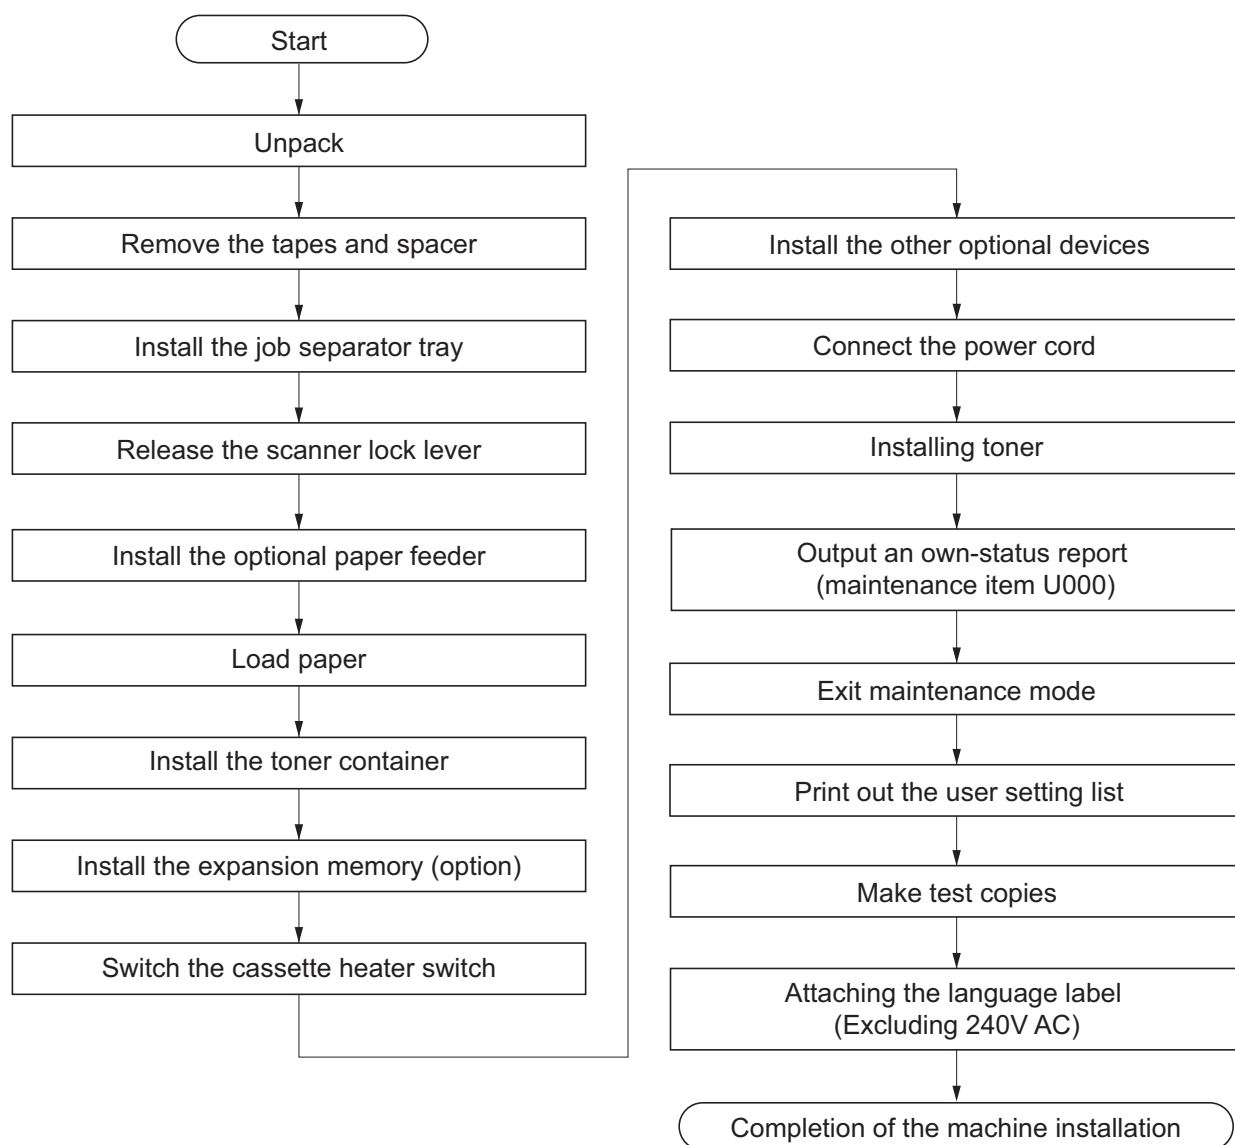 Start
Unpack
Remove the tapes and spacer
Install the job separator tray
Release the scanner lock lever
Install the optional paper feeder
Load paper
Install the toner container
Install the expansion memory (option)
Switch the cassette heater switch
Install the other optional devices
Connect the power cord
Installing toner
Output an own-status report
(maintenance item U000)
Exit maintenance mode
Print out the user setting list
Make test copies
Attaching the language label
(Excluding 240V AC)
Completion of the machine installation